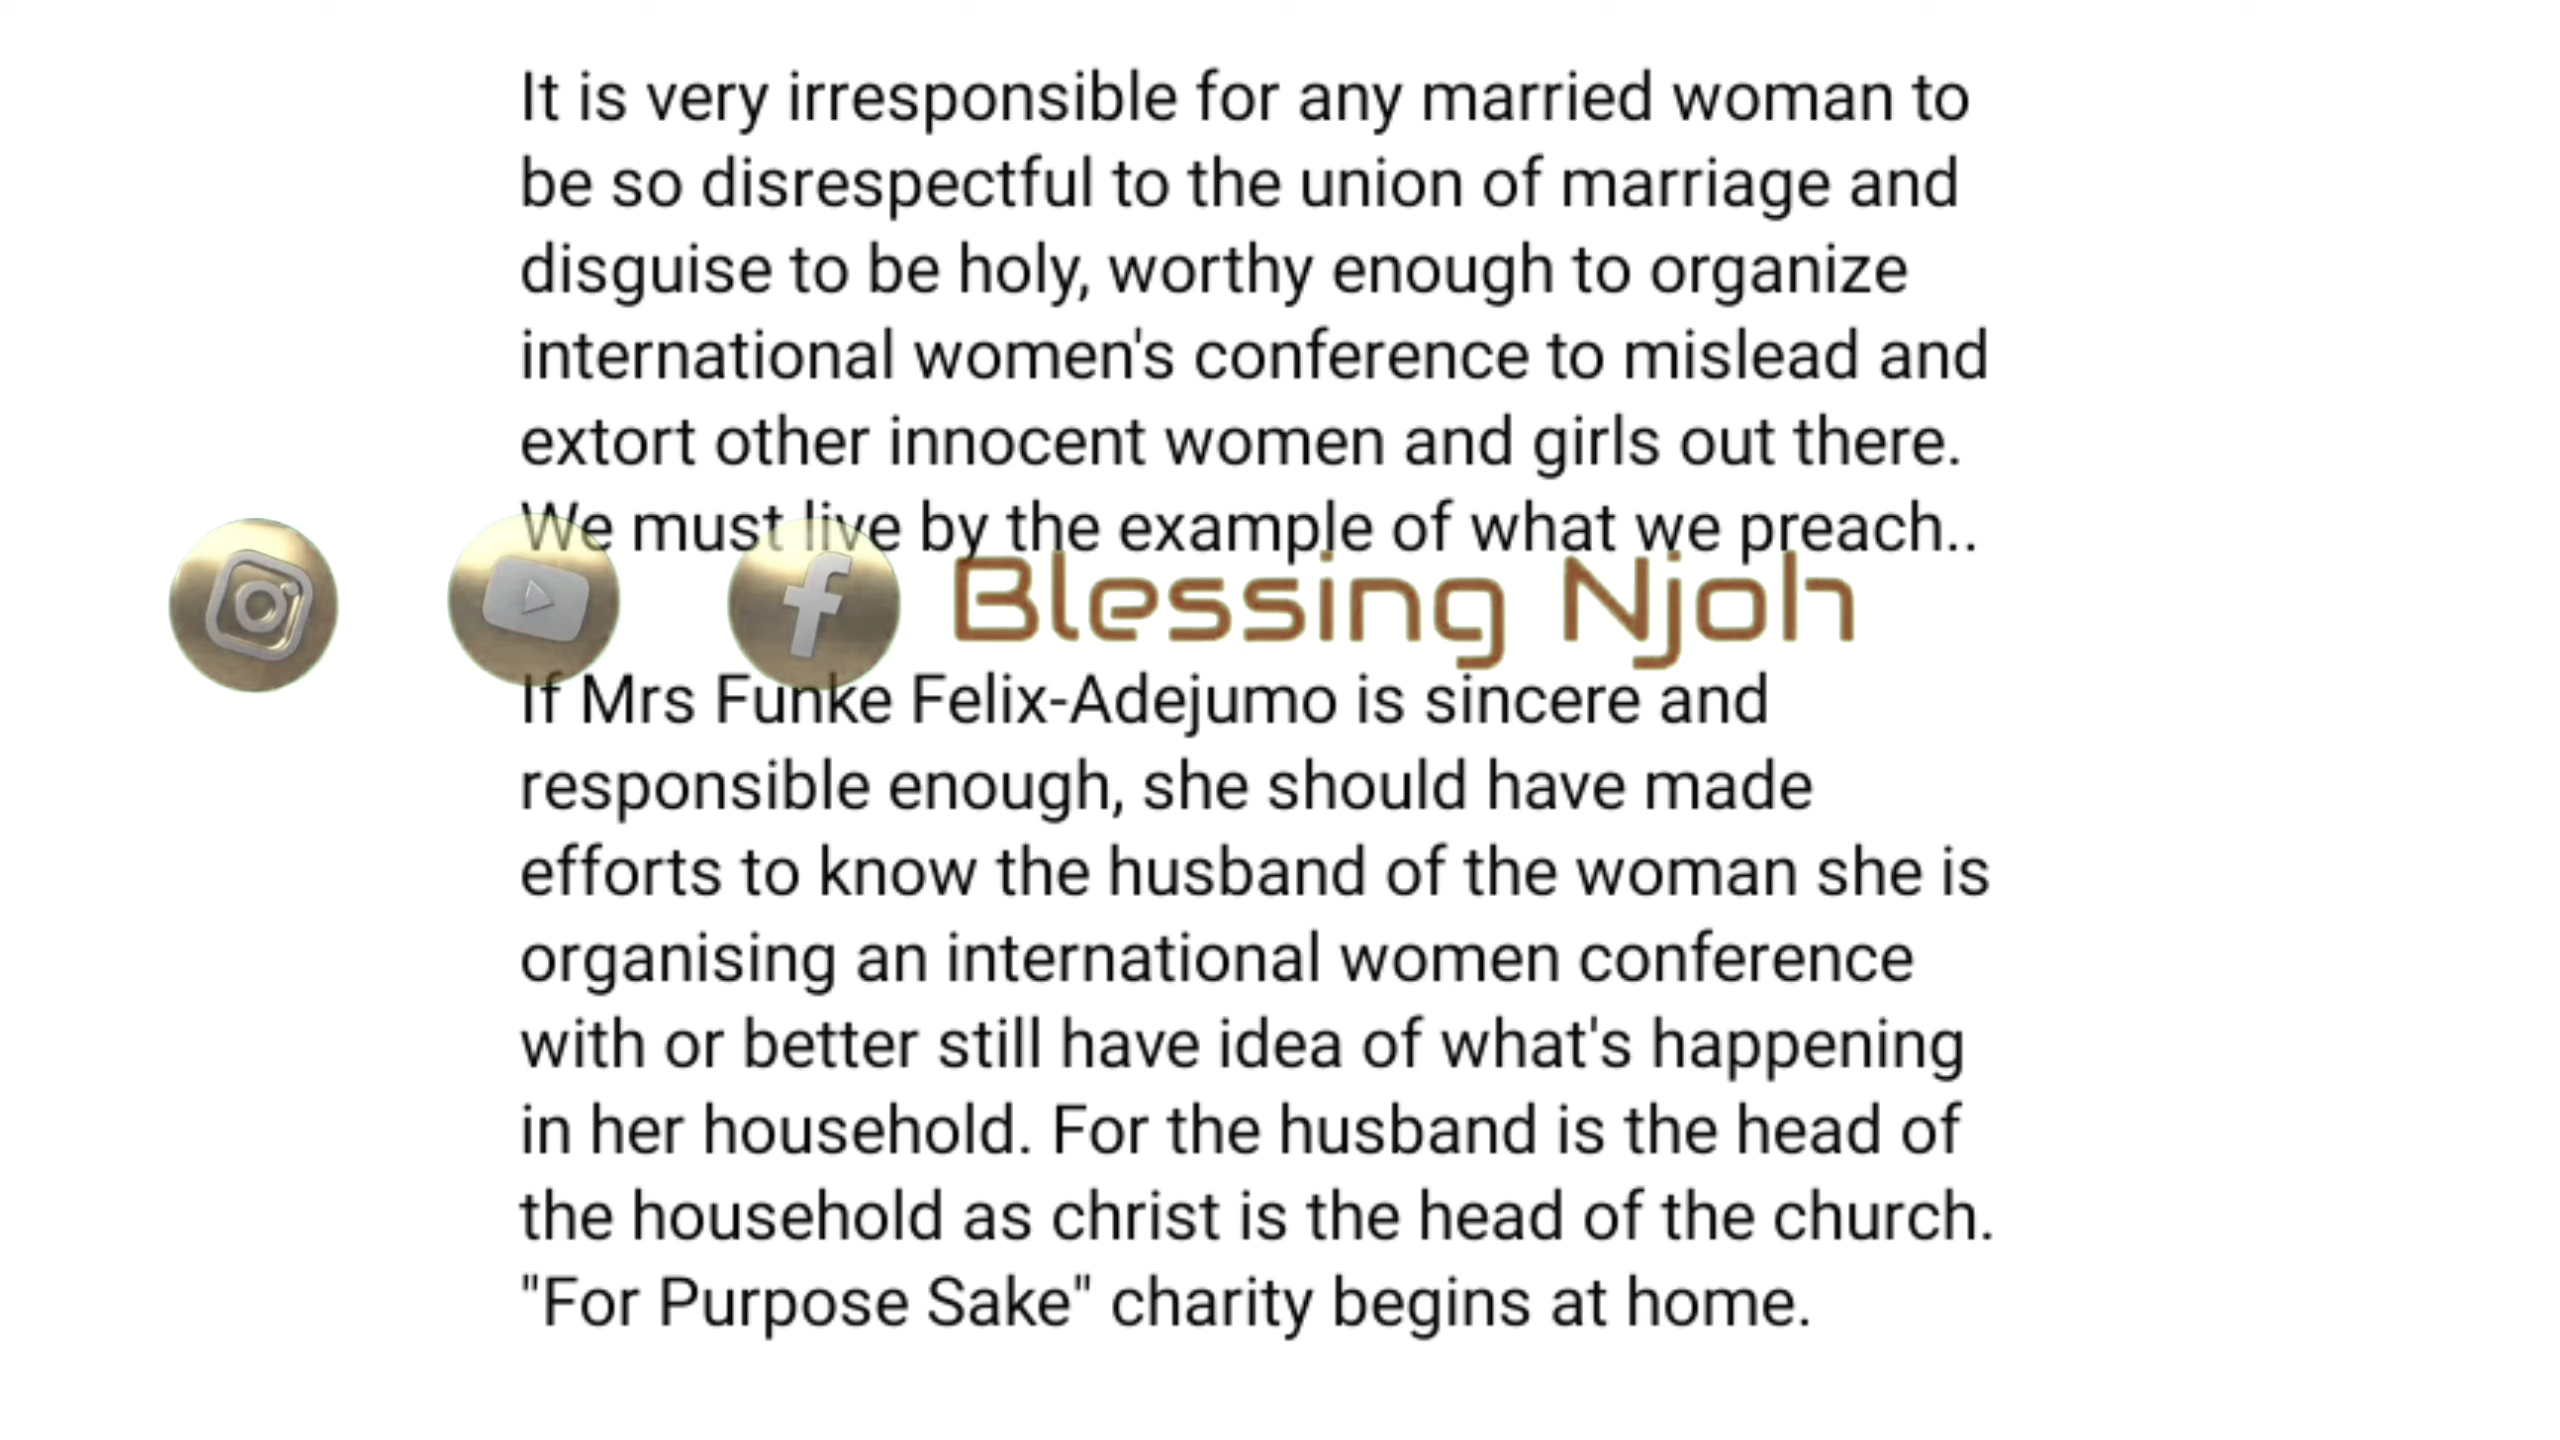 It is very irresponsible for any married woman to
be so disrespectful to the union of marriage and
disguise to be holy, worthy enough to organize
international women's conference to mislead and
extort other innocent women and girls out there.
We must live by the example of what we preach..
Blessing Njoh
If Mrs Funke Felix-Adejumo is sincere and
responsible enough, she should have made
efforts to know the husband of the woman she is
organising an international women conference
with or better still have idea of what's happening
in her household. For the husband is the head of
the household as christ is the head of the church.
"For Purpose Sake" charity begins at home.